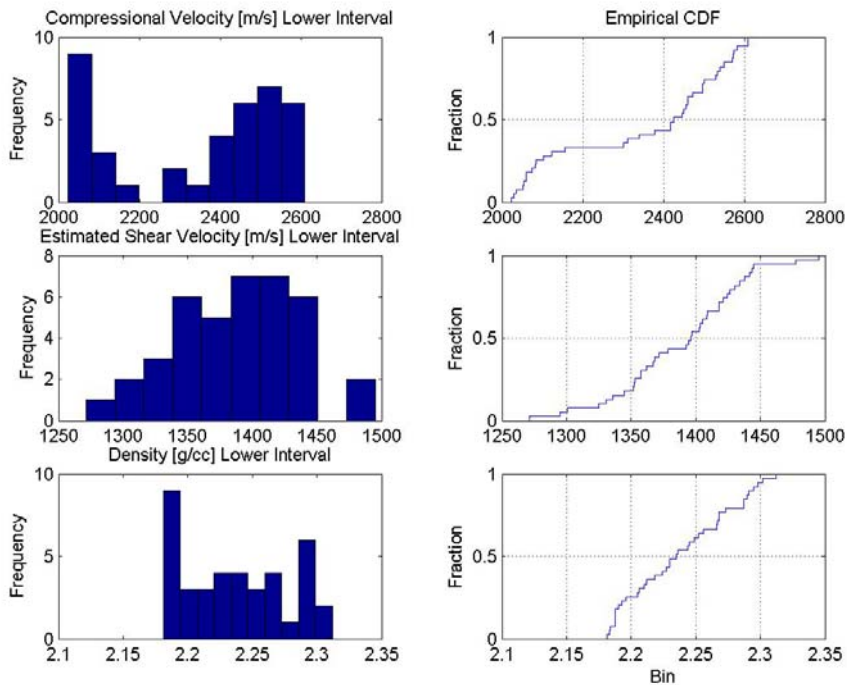 Compressional Velocity [m/s] Lower Interval
Frequency
10
5
0
2000 2200 2400 2600 2800
Empirical CDF
Fraction
1
0.5
0
2000 2200 2400 2600 2800
Estimated Shear Velocity [m/s] Lower Interval
Frequency
8
6
4
2
0
1250 1300 1350 1400 1450 1500
Fraction
1
0.5
0
1250 1300 1350 1400 1450 1500
Density [g/cc] Lower Interval
Frequency
10
5
0
2.1 2.15 2.2 2.25 2.3 2.35
Fraction
1
0.5
0
2.1 2.15 2.2 2.25 2.3 2.35
Bin